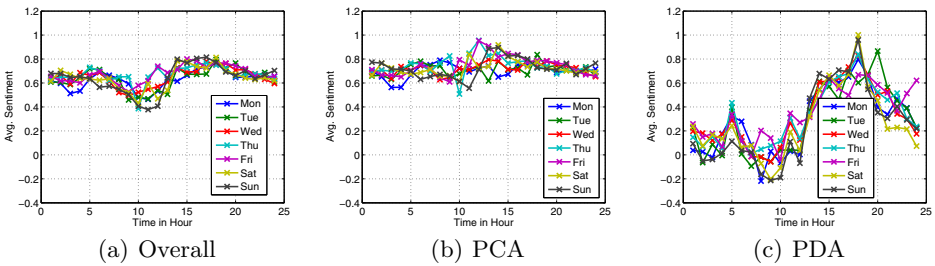 1.2
1
0.8
0.6
0.4
0.2
0
−0.2
−0.4
Avg. Sentiment
0 5 10 15 20 25
Time in Hour
Mon
Tue
Wed
Thu
Fri
Sat
Sun
(a) Overall
1.2
1
0.8
0.6
0.4
0.2
0
−0.2
−0.4
Avg. Sentiment
0 5 10 15 20 25
Time in Hour
Mon
Tue
Wed
Thu
Fri
Sat
Sun
(b) PCA
1.2
1
0.8
0.6
0.4
0.2
0
−0.2
−0.4
Avg. Sentiment
0 5 10 15 20 25
Time in Hour
Mon
Tue
Wed
Thu
Fri
Sat
Sun
(c) PDA